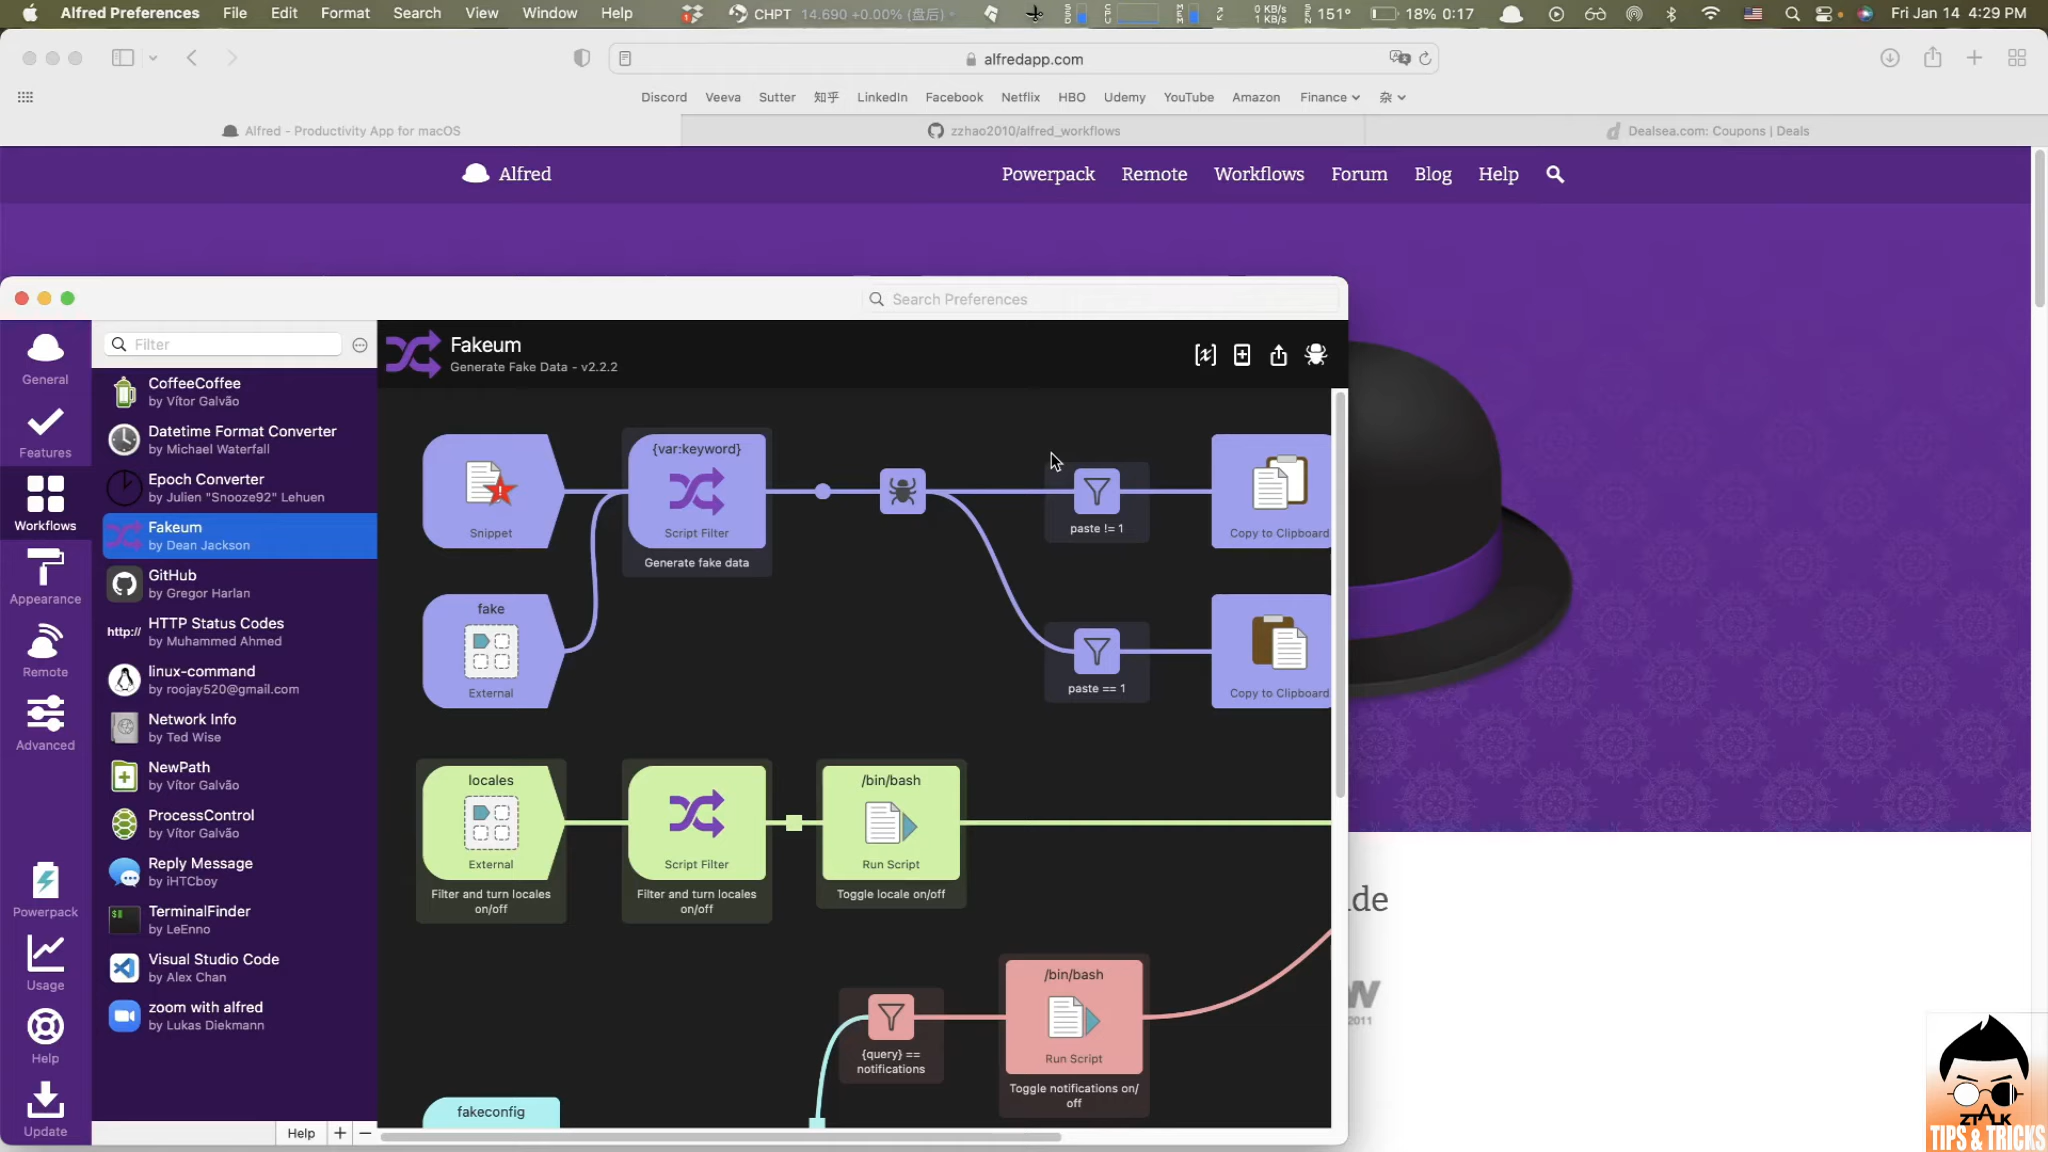 Alfred Preferences File Edit Format Search View Window Help CHPT 14.690 +0.00% (盘后) 0 KB/s 1 KB/s 151° 18% 0:17 Fri Jan 14 4:29 PM
alfredapp.com
Discord Veeva Sutter 知乎 LinkedIn Facebook Netflix HBO Udemy YouTube Amazon Finance 杂
Alfred - Productivity App for macOS
zzhao2010/alfred_workflows
Dealsea.com: Coupons | Deals
Alfred
Powerpack Remote Workflows Forum Blog Help
Search Preferences
General
Features
Workflows
Appearance
Remote
Advanced
Powerpack
Usage
Help
Update
Filter
CoffeeCoffee
by Vítor Galvão
Datetime Format Converter
by Michael Waterfall
Epoch Converter
by Julien "Snooze92" Lehuen
Fakeum
by Dean Jackson
GitHub
by Gregor Harlan
http://
HTTP Status Codes
by Muhammed Ahmed
linux-command
by roojay520@gmail.com
Network Info
by Ted Wise
NewPath
by Vítor Galvão
ProcessControl
by Vítor Galvão
Reply Message
by iHTCboy
TerminalFinder
by LeEnno
Visual Studio Code
by Alex Chan
zoom with alfred
by Lukas Diekmann
Help + −
Fakeum
Generate Fake Data - v2.2.2
Snippet
{var:keyword}
Script Filter
Generate fake data
paste != 1
Copy to Clipboard
fake
External
paste == 1
Copy to Clipboard
locales
External
Filter and turn locales
on/off
Script Filter
Filter and turn locales
on/off
/bin/bash
Run Script
Toggle locale on/off
{query} ==
notifications
/bin/bash
Run Script
Toggle notifications on/
off
fakeconfig
de
W
2011
ZTALK
TIPS & TRICKS